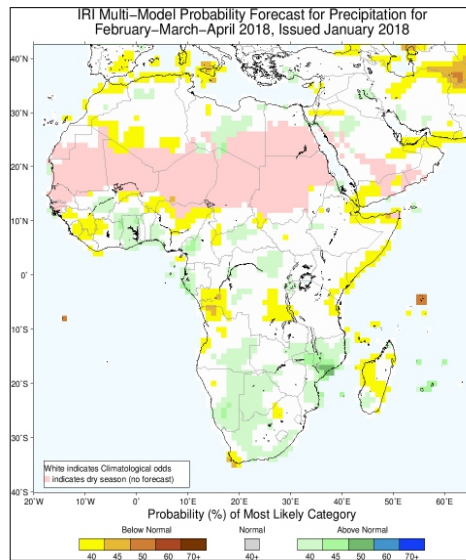 IRI Multi-Model Probability Forecast for Precipitation for
February-March-April 2018, Issued January 2018
40°N
30°N
20°N
10°N
0°
10°S
20°S
30°S
40°S
White indicates Climatological odds
indicates dry season (no forecast)
20°W 10°W 0° 10°E 20°E 30°E 40°E 50°E 60°E
Probability (%) of Most Likely Category
Below Normal Normal Above Normal
40 45 50 60 70+ 40+ 40 45 50 60 70+